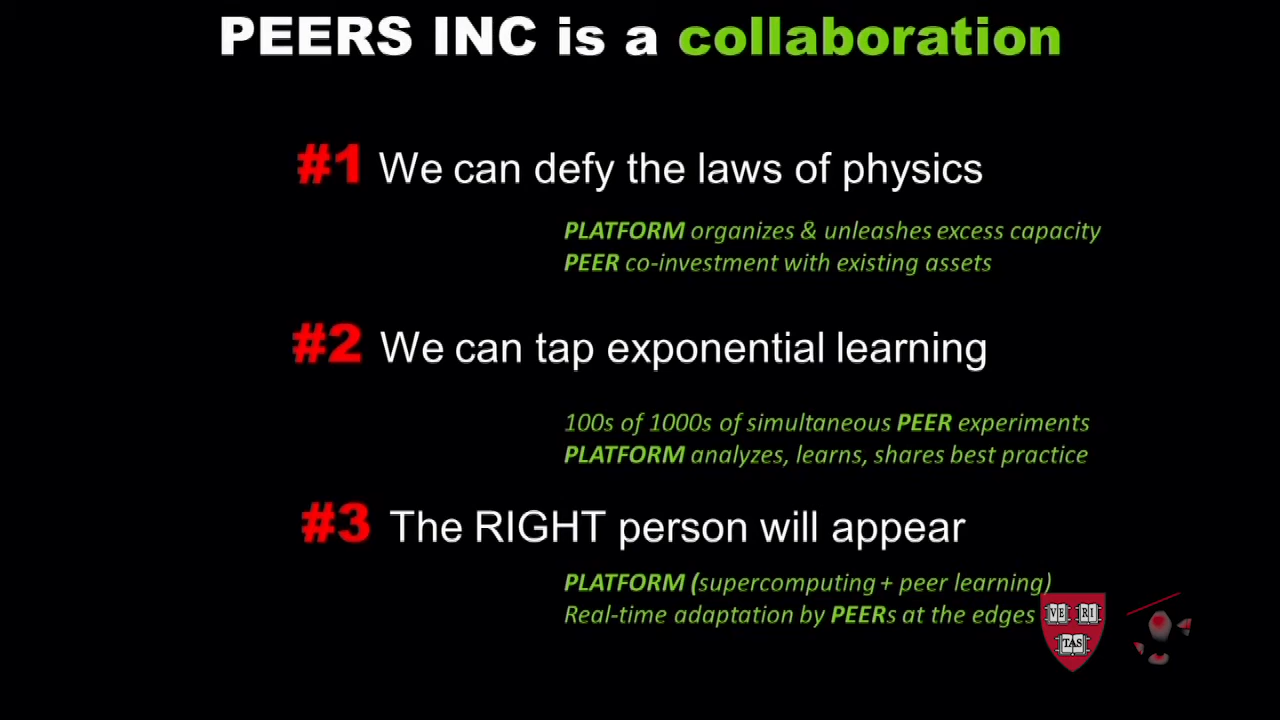 PEERS INC is a collaboration
#1 We can defy the laws of physics
PLATFORM organizes & unleashes excess capacity
PEER co-investment with existing assets
#2 We can tap exponential learning
100s of 1000s of simultaneous PEER experiments
PLATFORM analyzes, learns, shares best practice
#3 The RIGHT person will appear
PLATFORM (supercomputing + peer learning)
Real-time adaptation by PEERs at the edges
VE RI
TAS